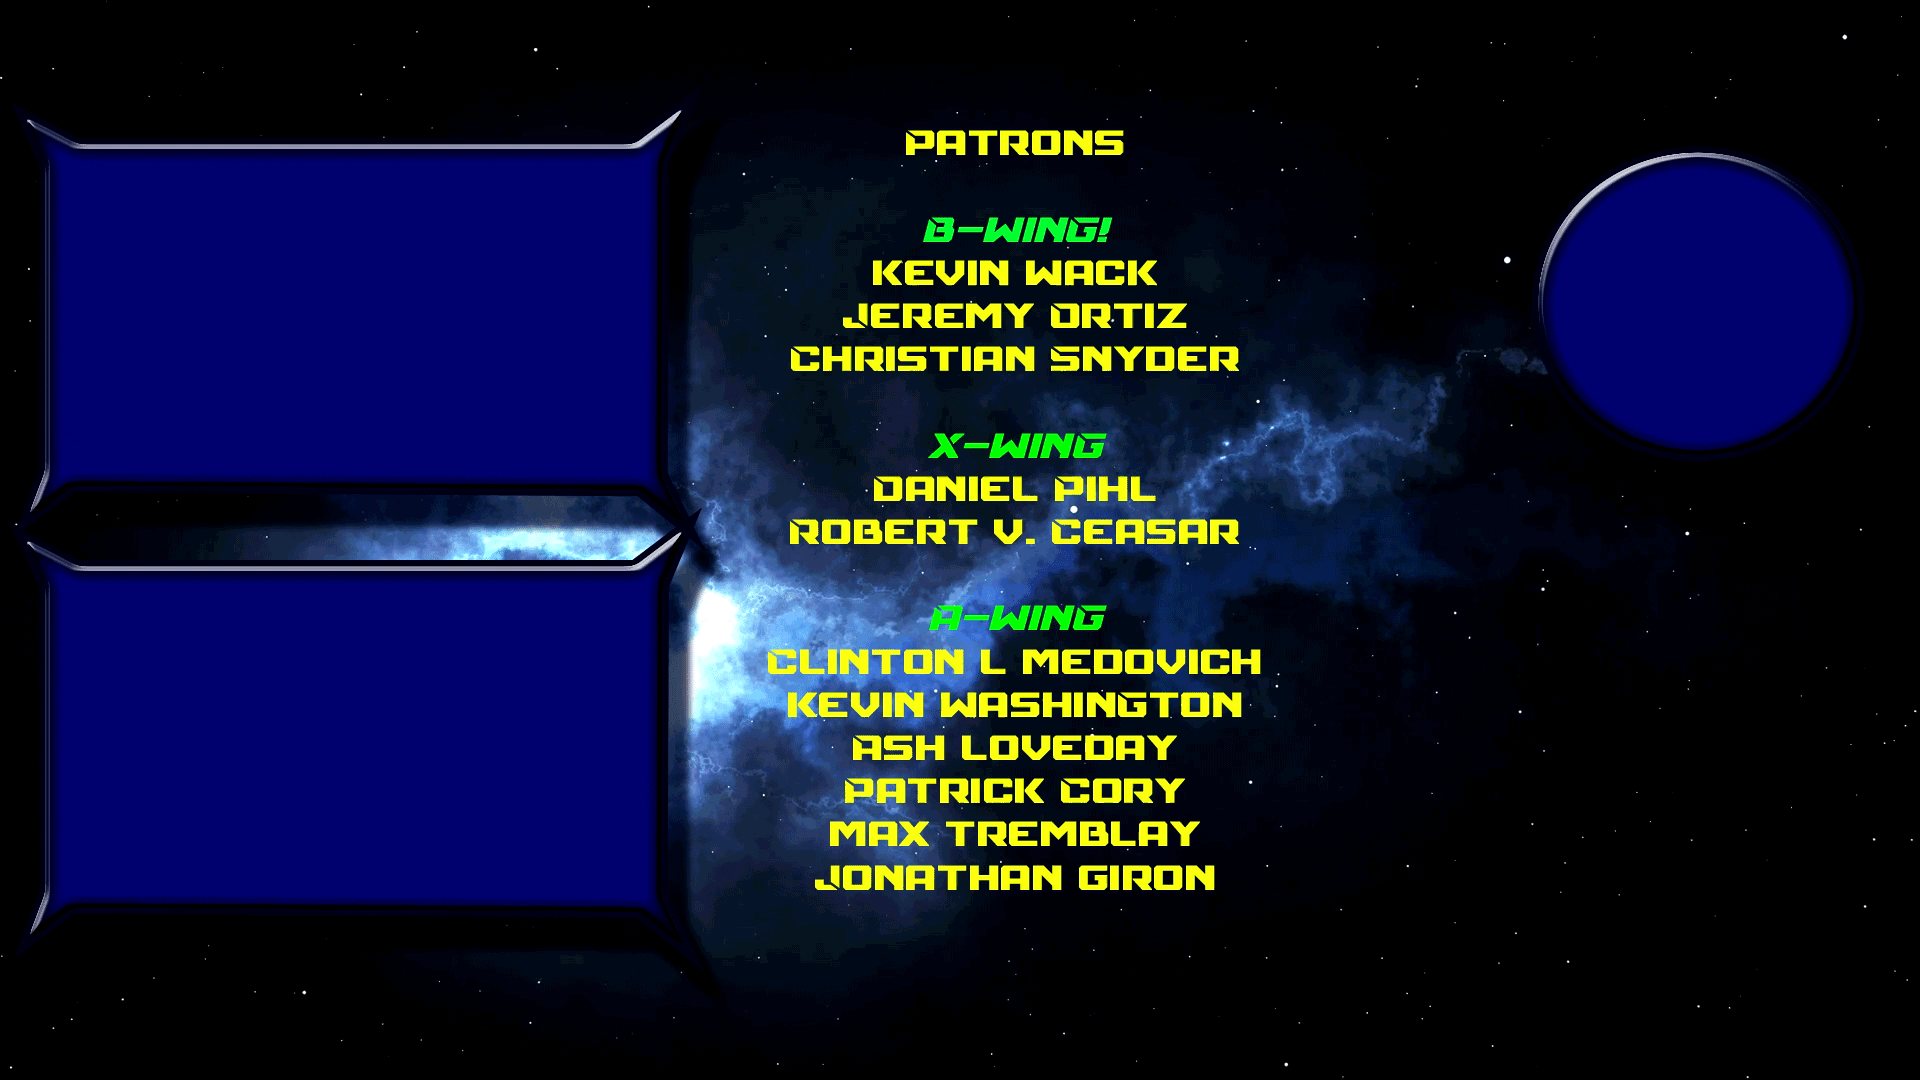 PATRONS
B-WING!
KEVIN WACK
JEREMY ORTIZ
CHRISTIAN SNYDER
X-WING
DANIEL PIHL
ROBERT V. CEASAR
A-WING
CLINTON L MEDOVICH
KEVIN WASHINGTON
ASH LOVEDAY
PATRICK CORY
MAX TREMBLAY
JONATHAN GIRON